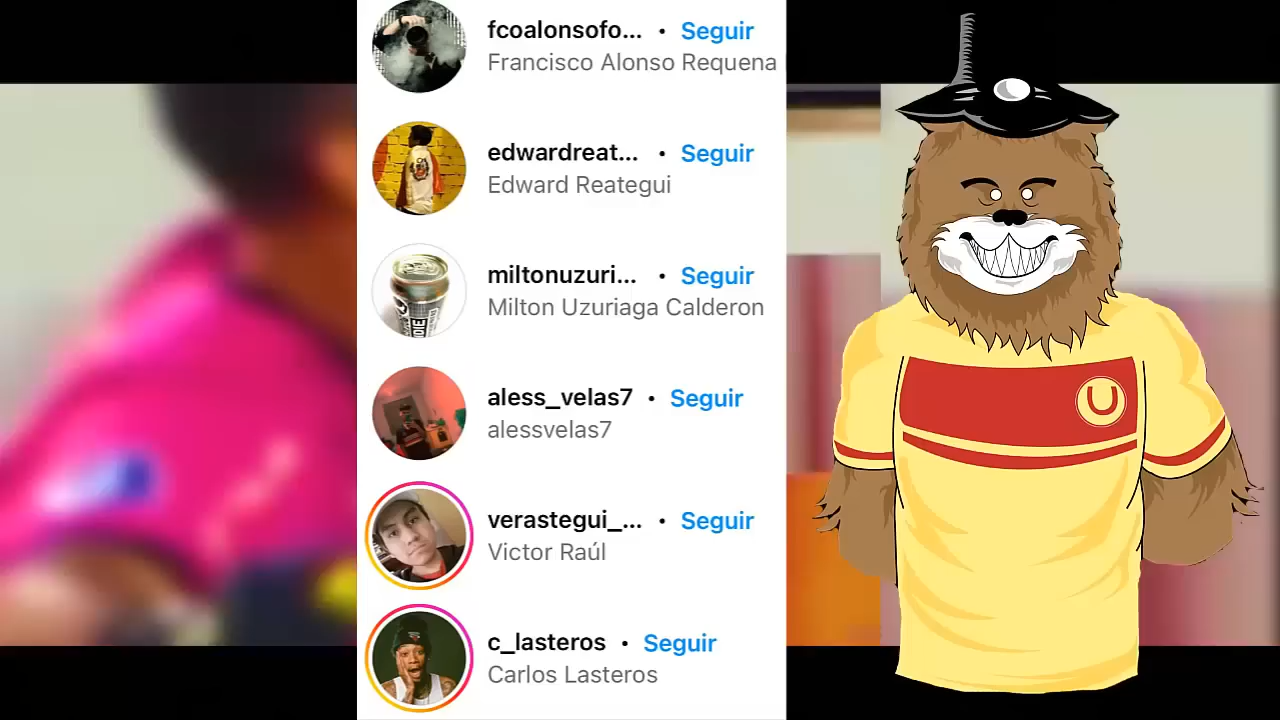 fcoalonsofo... • Seguir
Francisco Alonso Requena
edwardreat... • Seguir
Edward Reategui
miltonuzuri... • Seguir
Milton Uzuriaga Calderon
aless_velas7 • Seguir
alessvelas7
verastegui_... • Seguir
Victor Raúl
c_lasteros • Seguir
Carlos Lasteros
U